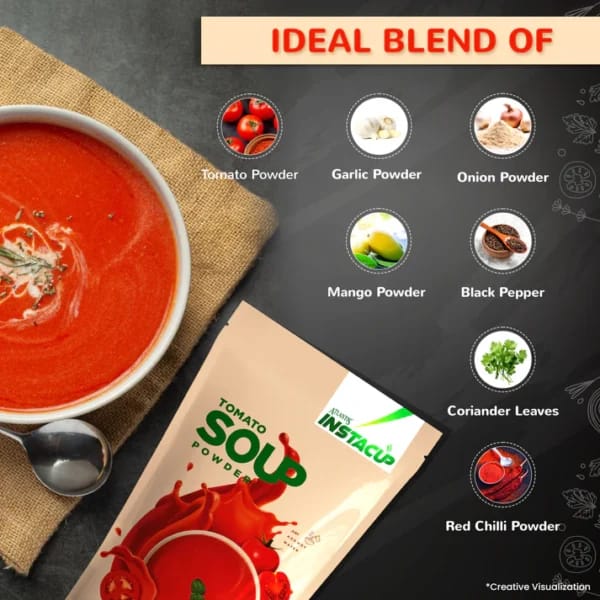 IDEAL BLEND OF
Tomato Powder
Garlic Powder
Onion Powder
Mango Powder
Black Pepper
Coriander Leaves
Red Chilli Powder
ATLANTIS
INSTACUP
TOMATO
SOUP
POWDER
*Creative Visualization